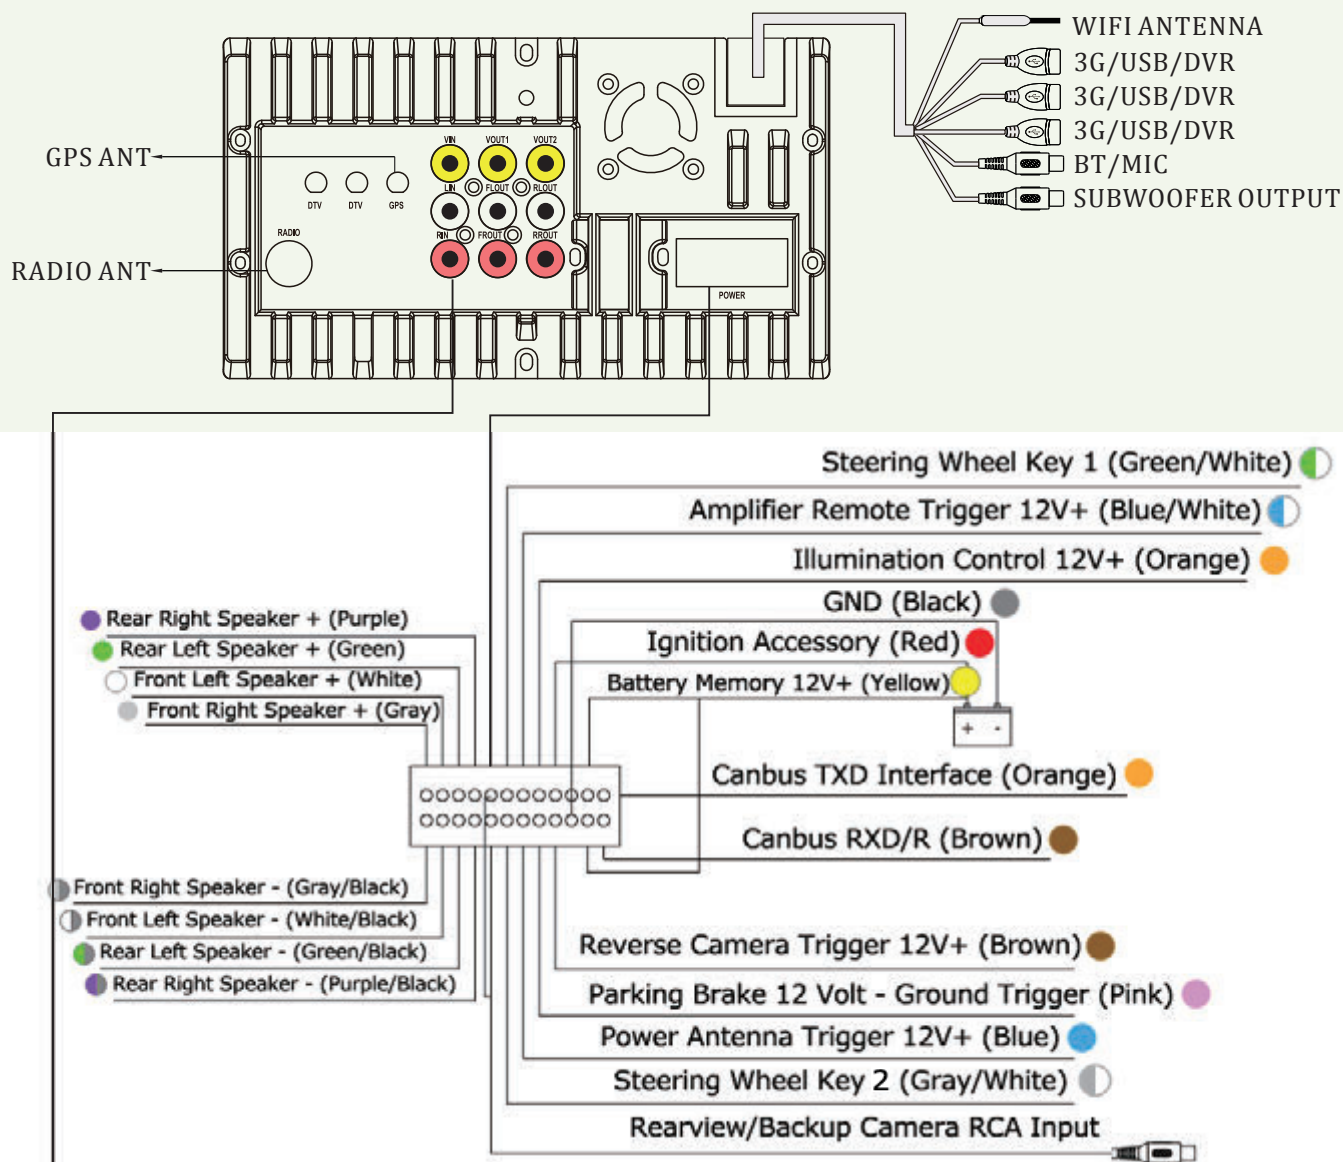 WIFI ANTENNA
3G/USB/DVR
3G/USB/DVR
3G/USB/DVR
BT/MIC
SUBWOOFER OUTPUT
GPS ANT
RADIO ANT
VIN VOUT1 VOUT2
LIN FLOUT RLOUT
RIN FROUT RROUT
DTV DTV GPS
RADIO
POWER
Steering Wheel Key 1 (Green/White)
Amplifier Remote Trigger 12V+ (Blue/White)
Illumination Control 12V+ (Orange)
GND (Black)
Ignition Accessory (Red)
Battery Memory 12V+ (Yellow)
+ -
Rear Right Speaker + (Purple)
Rear Left Speaker + (Green)
Front Left Speaker + (White)
Front Right Speaker + (Gray)
Canbus TXD Interface (Orange)
Canbus RXD/R (Brown)
Front Right Speaker - (Gray/Black)
Front Left Speaker - (White/Black)
Rear Left Speaker - (Green/Black)
Rear Right Speaker - (Purple/Black)
Reverse Camera Trigger 12V+ (Brown)
Parking Brake 12 Volt - Ground Trigger (Pink)
Power Antenna Trigger 12V+ (Blue)
Steering Wheel Key 2 (Gray/White)
Rearview/Backup Camera RCA Input